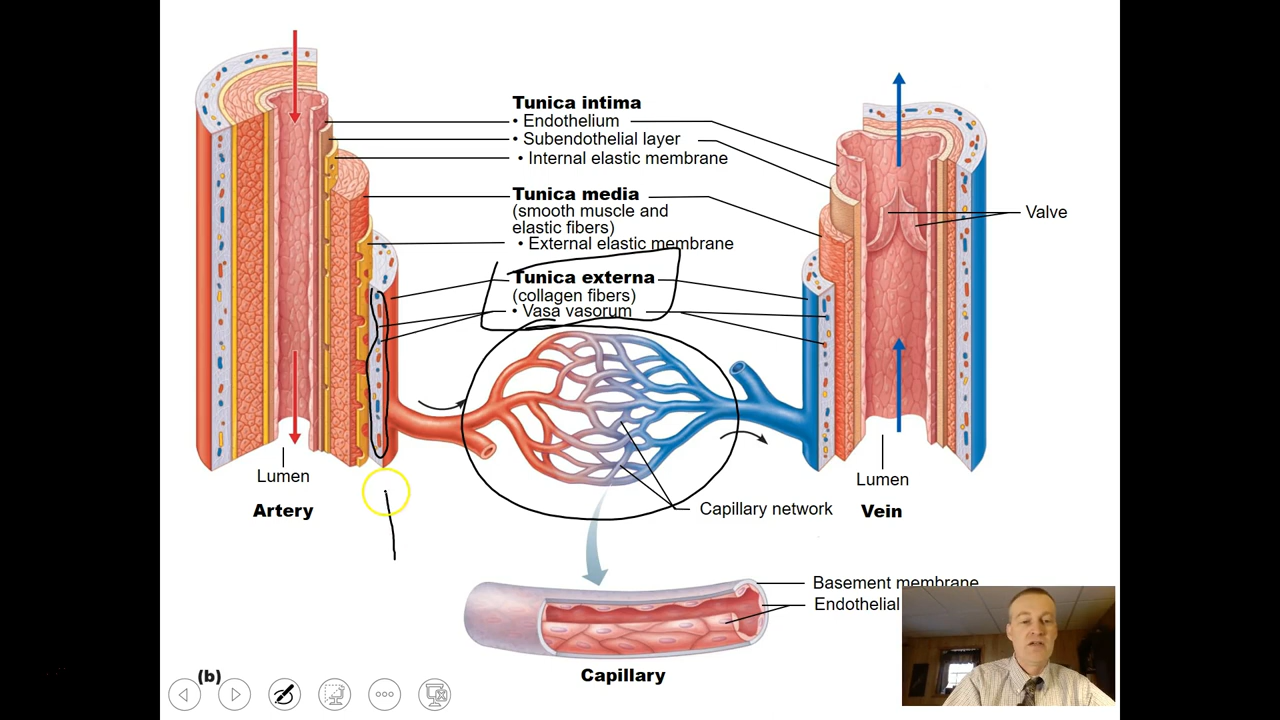 Tunica intima
• Endothelium
• Subendothelial layer
• Internal elastic membrane
Tunica media
(smooth muscle and
elastic fibers)
• External elastic membrane
Tunica externa
(collagen fibers)
• Vasa vasorum
Valve
Lumen
Artery
Capillary network
Lumen
Vein
Basement membrane
Endothelial
Capillary
(b)